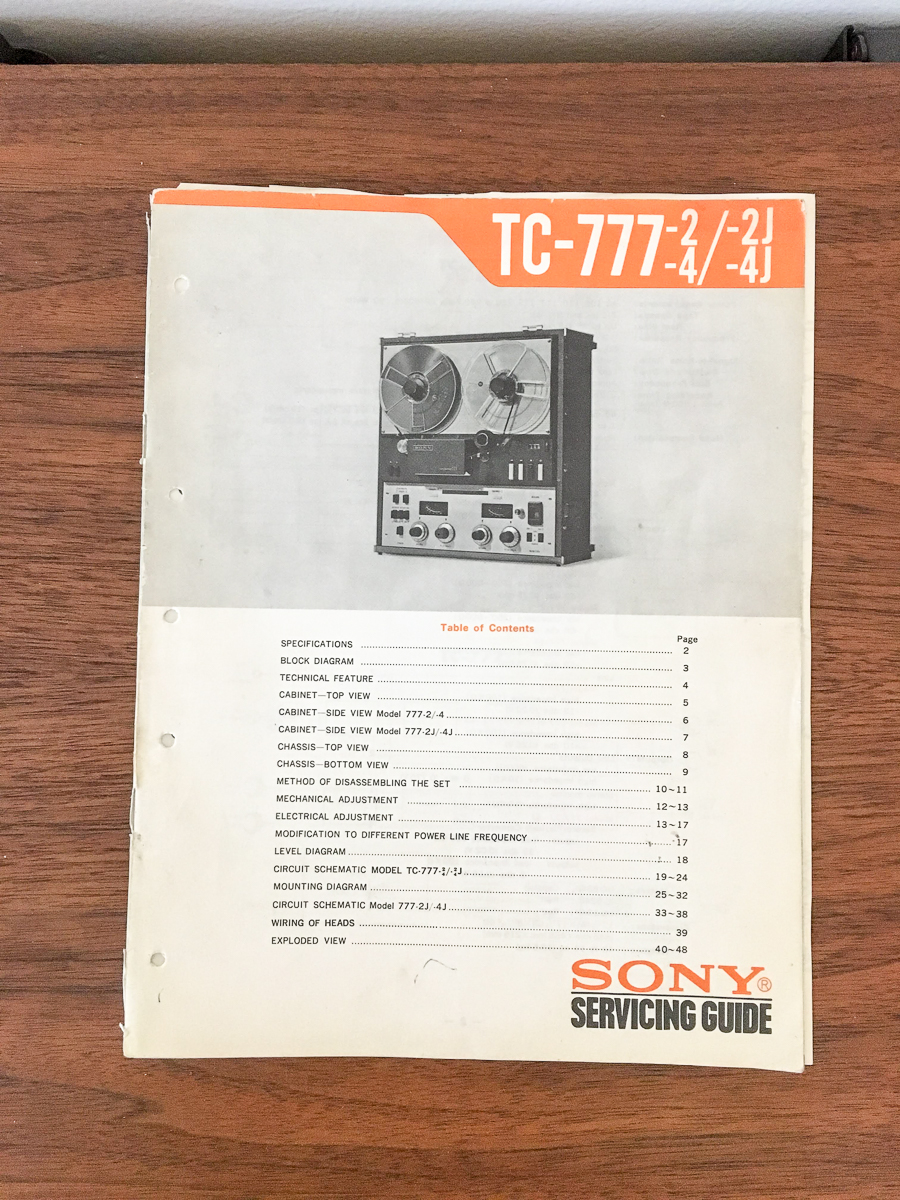 TC-777-2/-2J
-4/-4J
Table of Contents
Page
SPECIFICATIONS 2
BLOCK DIAGRAM 3
TECHNICAL FEATURE 4
CABINET—TOP VIEW 5
CABINET—SIDE VIEW Model 777-2/-4 6
CABINET—SIDE VIEW Model 777-2J/-4J 7
CHASSIS—TOP VIEW 8
CHASSIS—BOTTOM VIEW 9
METHOD OF DISASSEMBLING THE SET 10~11
MECHANICAL ADJUSTMENT 12~13
ELECTRICAL ADJUSTMENT 13~17
MODIFICATION TO DIFFERENT POWER LINE FREQUENCY 17
LEVEL DIAGRAM 18
CIRCUIT SCHEMATIC MODEL TC-777 19~24
MOUNTING DIAGRAM 25~32
CIRCUIT SCHEMATIC Model 777-2J/-4J 33~38
WIRING OF HEADS 39
EXPLODED VIEW 40~48
SONY®
SERVICING GUIDE